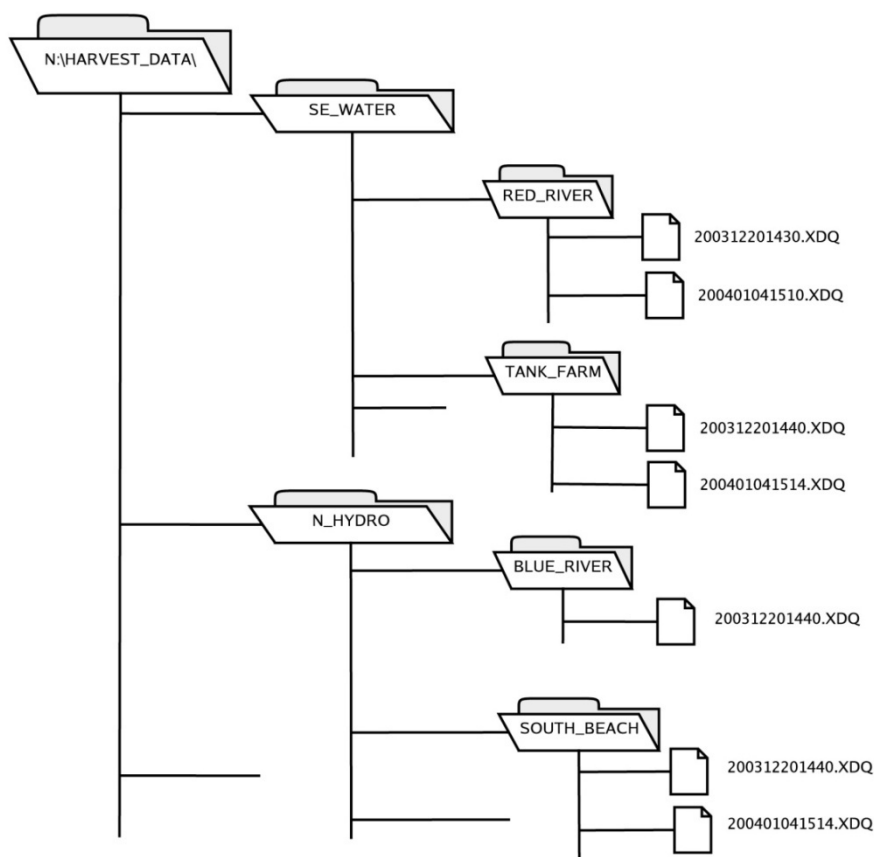 N:\HARVEST_DATA\
SE_WATER
RED_RIVER
200312201430.XDQ
200401041510.XDQ
TANK_FARM
200312201440.XDQ
200401041514.XDQ
N_HYDRO
BLUE_RIVER
200312201440.XDQ
SOUTH_BEACH
200312201440.XDQ
200401041514.XDQ